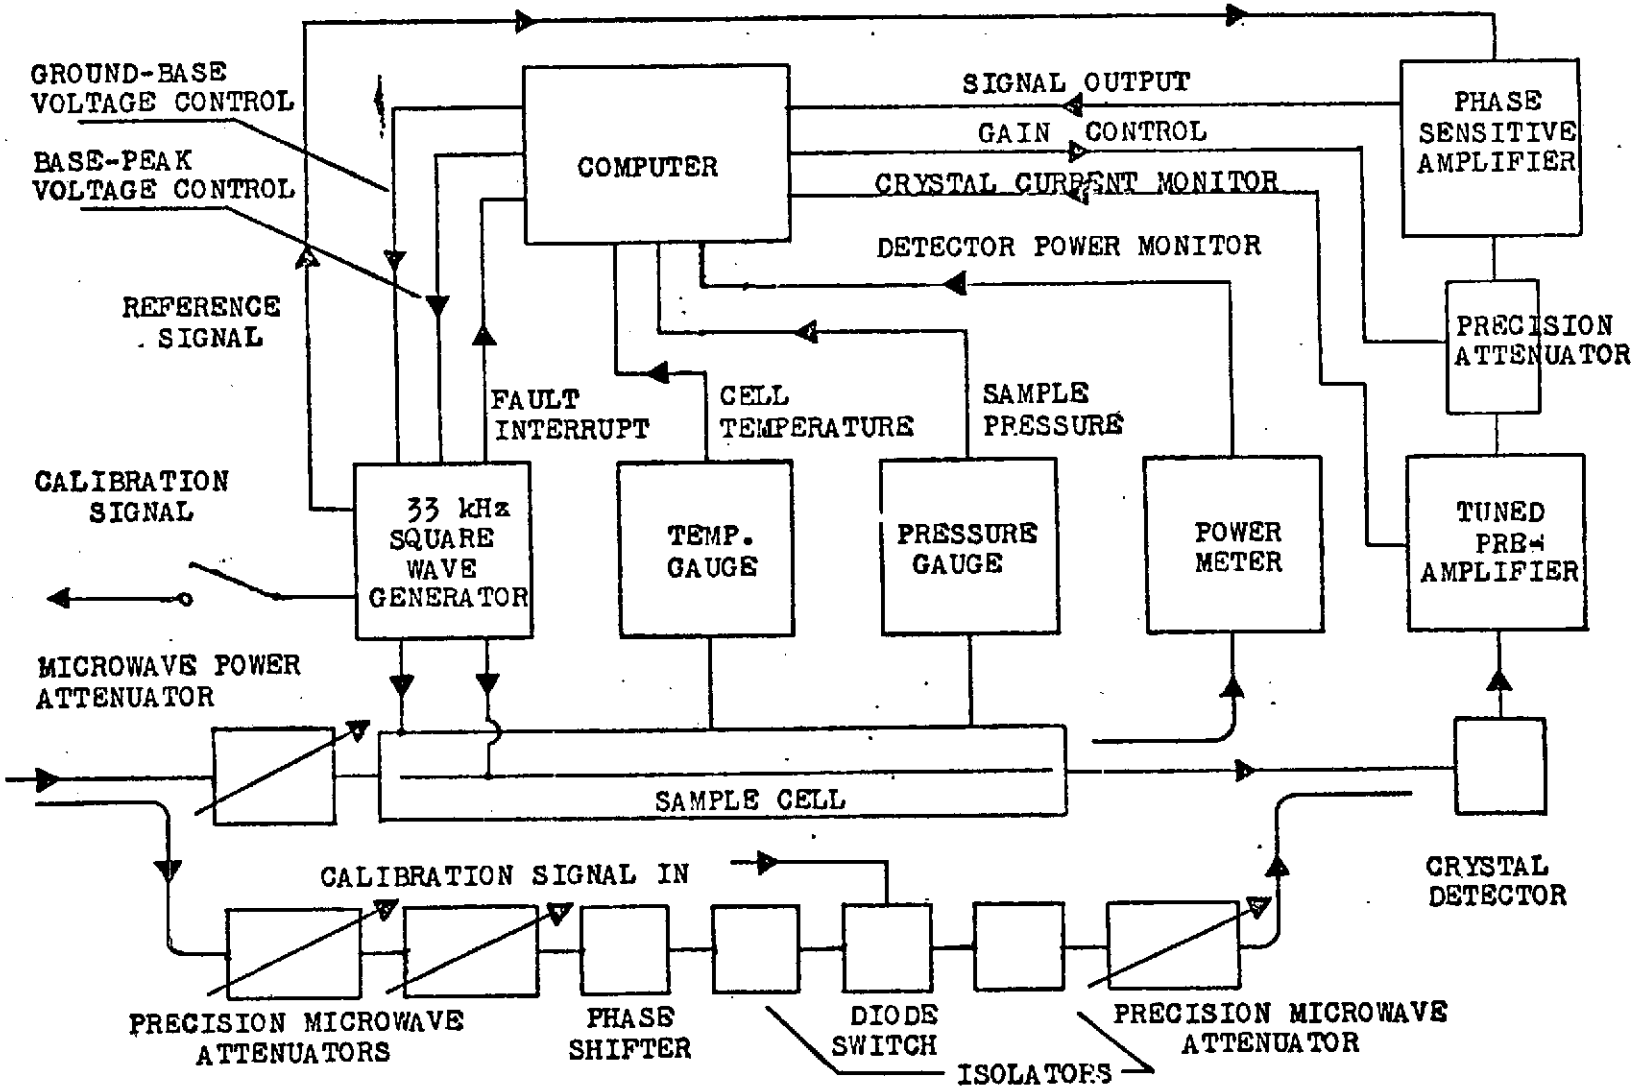 GROUND-BASE
VOLTAGE CONTROL
BASE-PEAK
VOLTAGE CONTROL
REFERENCE
SIGNAL
COMPUTER
SIGNAL OUTPUT
GAIN CONTROL
CRYSTAL CURRENT MONITOR
DETECTOR POWER MONITOR
PHASE
SENSITIVE
AMPLIFIER
PRECISION
ATTENUATOR
FAULT
INTERRUPT
CELL
TEMPERATURE
SAMPLE
PRESSURE
CALIBRATION
SIGNAL
33 kHz
SQUARE
WAVE
GENERATOR
TEMP.
GAUGE
PRESSURE
GAUGE
POWER
METER
TUNED
PRE-
AMPLIFIER
MICROWAVE POWER
ATTENUATOR
SAMPLE CELL
CRYSTAL
DETECTOR
CALIBRATION SIGNAL IN
PRECISION MICROWAVE
ATTENUATORS
PHASE
SHIFTER
DIODE
SWITCH
ISOLATORS
PRECISION MICROWAVE
ATTENUATOR